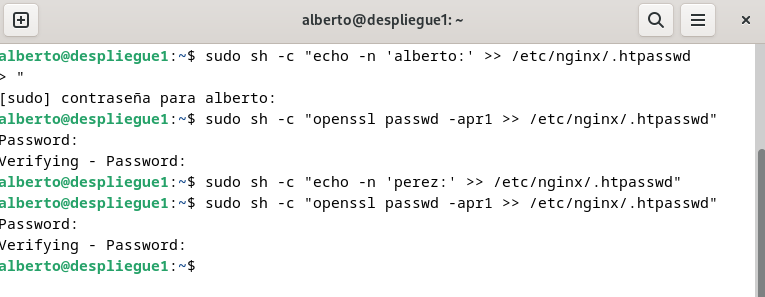 alberto@despliegue1: ~
alberto@despliegue1:~$ sudo sh -c "echo -n 'alberto:' >> /etc/nginx/.htpasswd
> "
[sudo] contraseña para alberto:
alberto@despliegue1:~$ sudo sh -c "openssl passwd -apr1 >> /etc/nginx/.htpasswd"
Password:
Verifying - Password:
alberto@despliegue1:~$ sudo sh -c "echo -n 'perez:' >> /etc/nginx/.htpasswd"
alberto@despliegue1:~$ sudo sh -c "openssl passwd -apr1 >> /etc/nginx/.htpasswd"
Password:
Verifying - Password:
alberto@despliegue1:~$